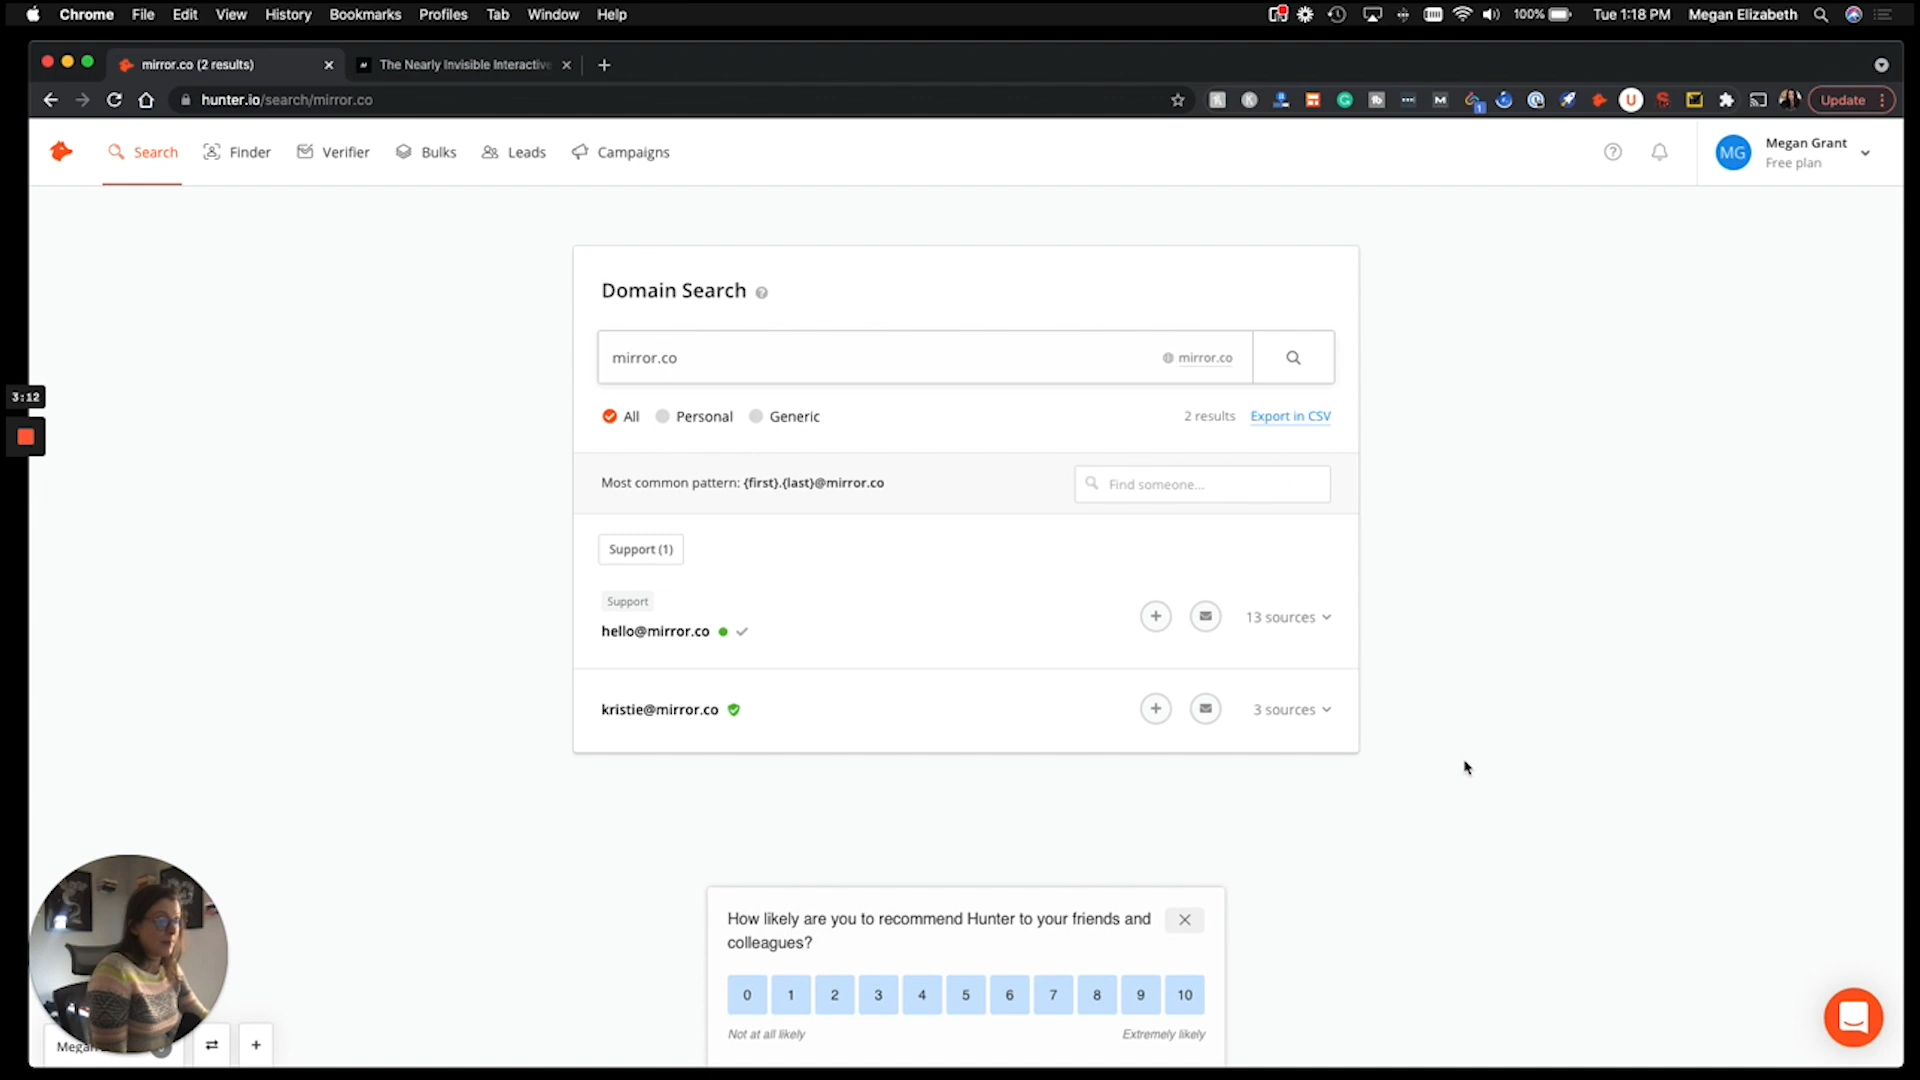 Chrome File Edit View History Bookmarks Profiles Tab Window Help 100% Tue 1:18 PM Megan Elizabeth
mirror.co (2 results) The Nearly Invisible Interactive
hunter.io/search/mirror.co Update
Search Finder Verifier Bulks Leads Campaigns
MG Megan Grant
Free plan
Domain Search
mirror.co mirror.co
3:12
All Personal Generic 2 results Export in CSV
Most common pattern: {first}.{last}@mirror.co Find someone...
Support (1)
Support
hello@mirror.co 13 sources
kristie@mirror.co 3 sources
How likely are you to recommend Hunter to your friends and
colleagues?
0 1 2 3 4 5 6 7 8 9 10
Not at all likely Extremely likely